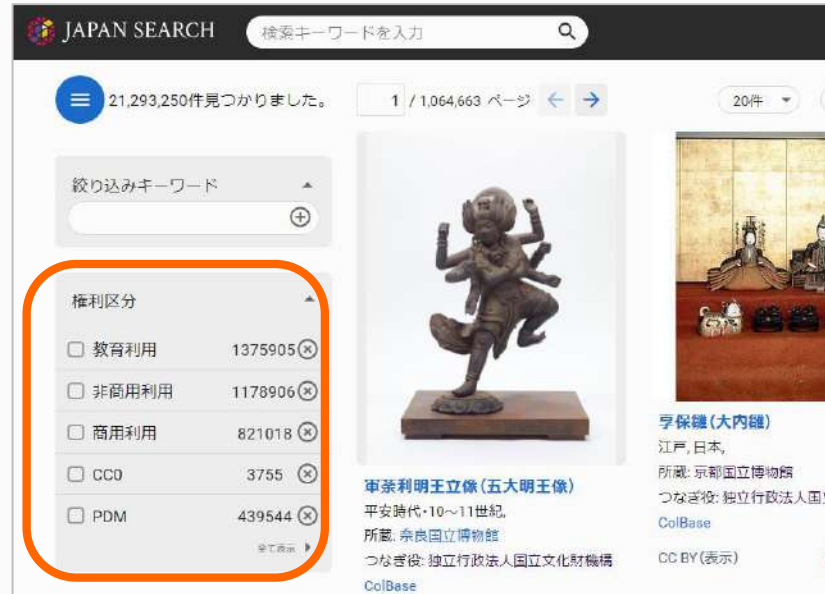 JAPAN SEARCH
検索キーワードを入力
21,293,250件見つかりました。
1 / 1,064,663 ページ
20件
絞り込みキーワード
権利区分
教育利用 1375905
非商用利用 1178906
商用利用 821018
CC0 3755
PDM 439544
全て表示
軍荼利明王立像(五大明王像)
平安時代・10～11世紀,
所蔵: 奈良国立博物館
つなぎ役: 独立行政法人国立文化財機構
ColBase
享保雛(大内雛)
江戸, 日本,
所蔵: 京都国立博物館
つなぎ役: 独立行政法人国
ColBase
CC BY(表示)